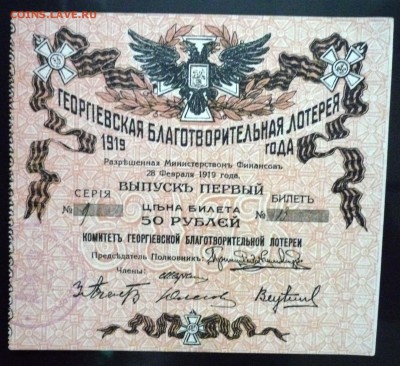 COINS.LAVE.RU
ГЕОРГІЕВСКАЯ БЛАГОТВОРИТЕЛЬНАЯ ЛОТЕРЕЯ
1919 ГОДА
Разрѣшенная Министерствомъ Финансовъ
28 Февраля 1919 года.
ВЫПУСКЪ ПЕРВЫЙ
СЕРІЯ БИЛЕТЪ
№ №
ЦѢНА БИЛЕТА
50 РУБЛЕЙ
КОМИТЕТЪ ГЕОРГІЕВСКОЙ БЛАГОТВОРИТЕЛЬНОЙ ЛОТЕРЕИ
Предсѣдатель Полковникъ:
Члены: